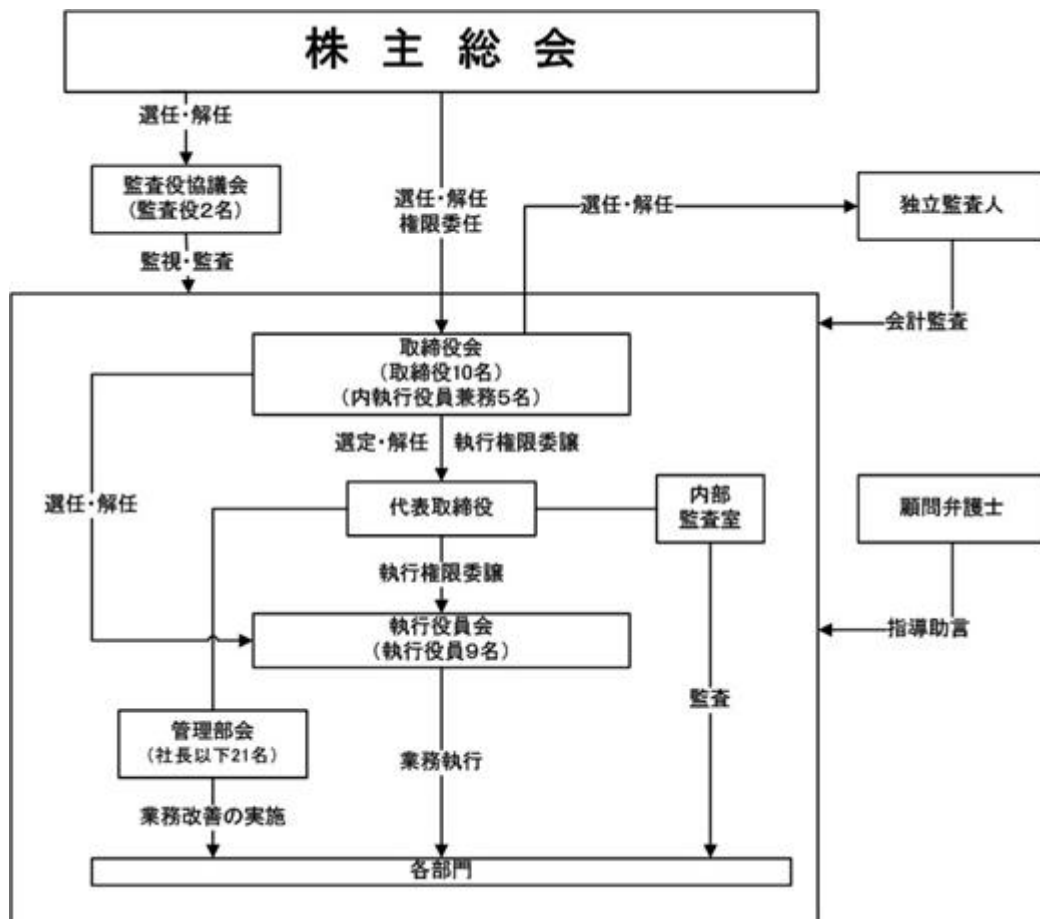 株主総会
選任・解任
監査役協議会
(監査役2名)
選任・解任
権限委任
選任・解任
独立監査人
監視・監査
会計監査
取締役会
(取締役10名)
(内執行役員兼務5名)
選定・解任
執行権限委譲
選任・解任
代表取締役
内部
監査室
顧問弁護士
執行権限委譲
執行役員会
(執行役員9名)
指導助言
監査
管理部会
(社長以下21名)
業務執行
業務改善の実施
各部門